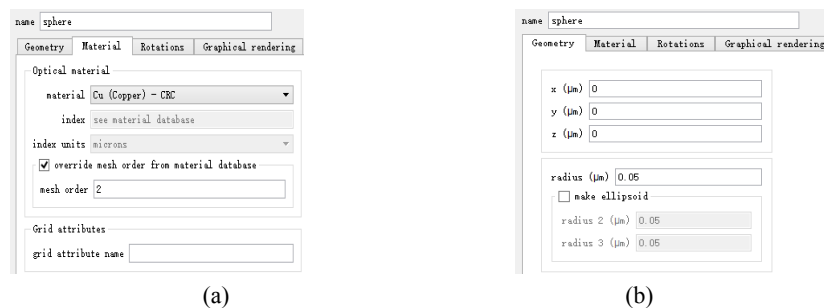 name sphere
Geometry Material Rotations Graphical rendering
Optical material
material Cu (Copper) - CRC
index see material database
index units microns
override mesh order from material database
mesh order 2
Grid attributes
grid attribute name
(a)
name sphere
Geometry Material Rotations Graphical rendering
x (μm) 0
y (μm) 0
z (μm) 0
radius (μm) 0.05
make ellipsoid
radius 2 (μm) 0.05
radius 3 (μm) 0.05
(b)